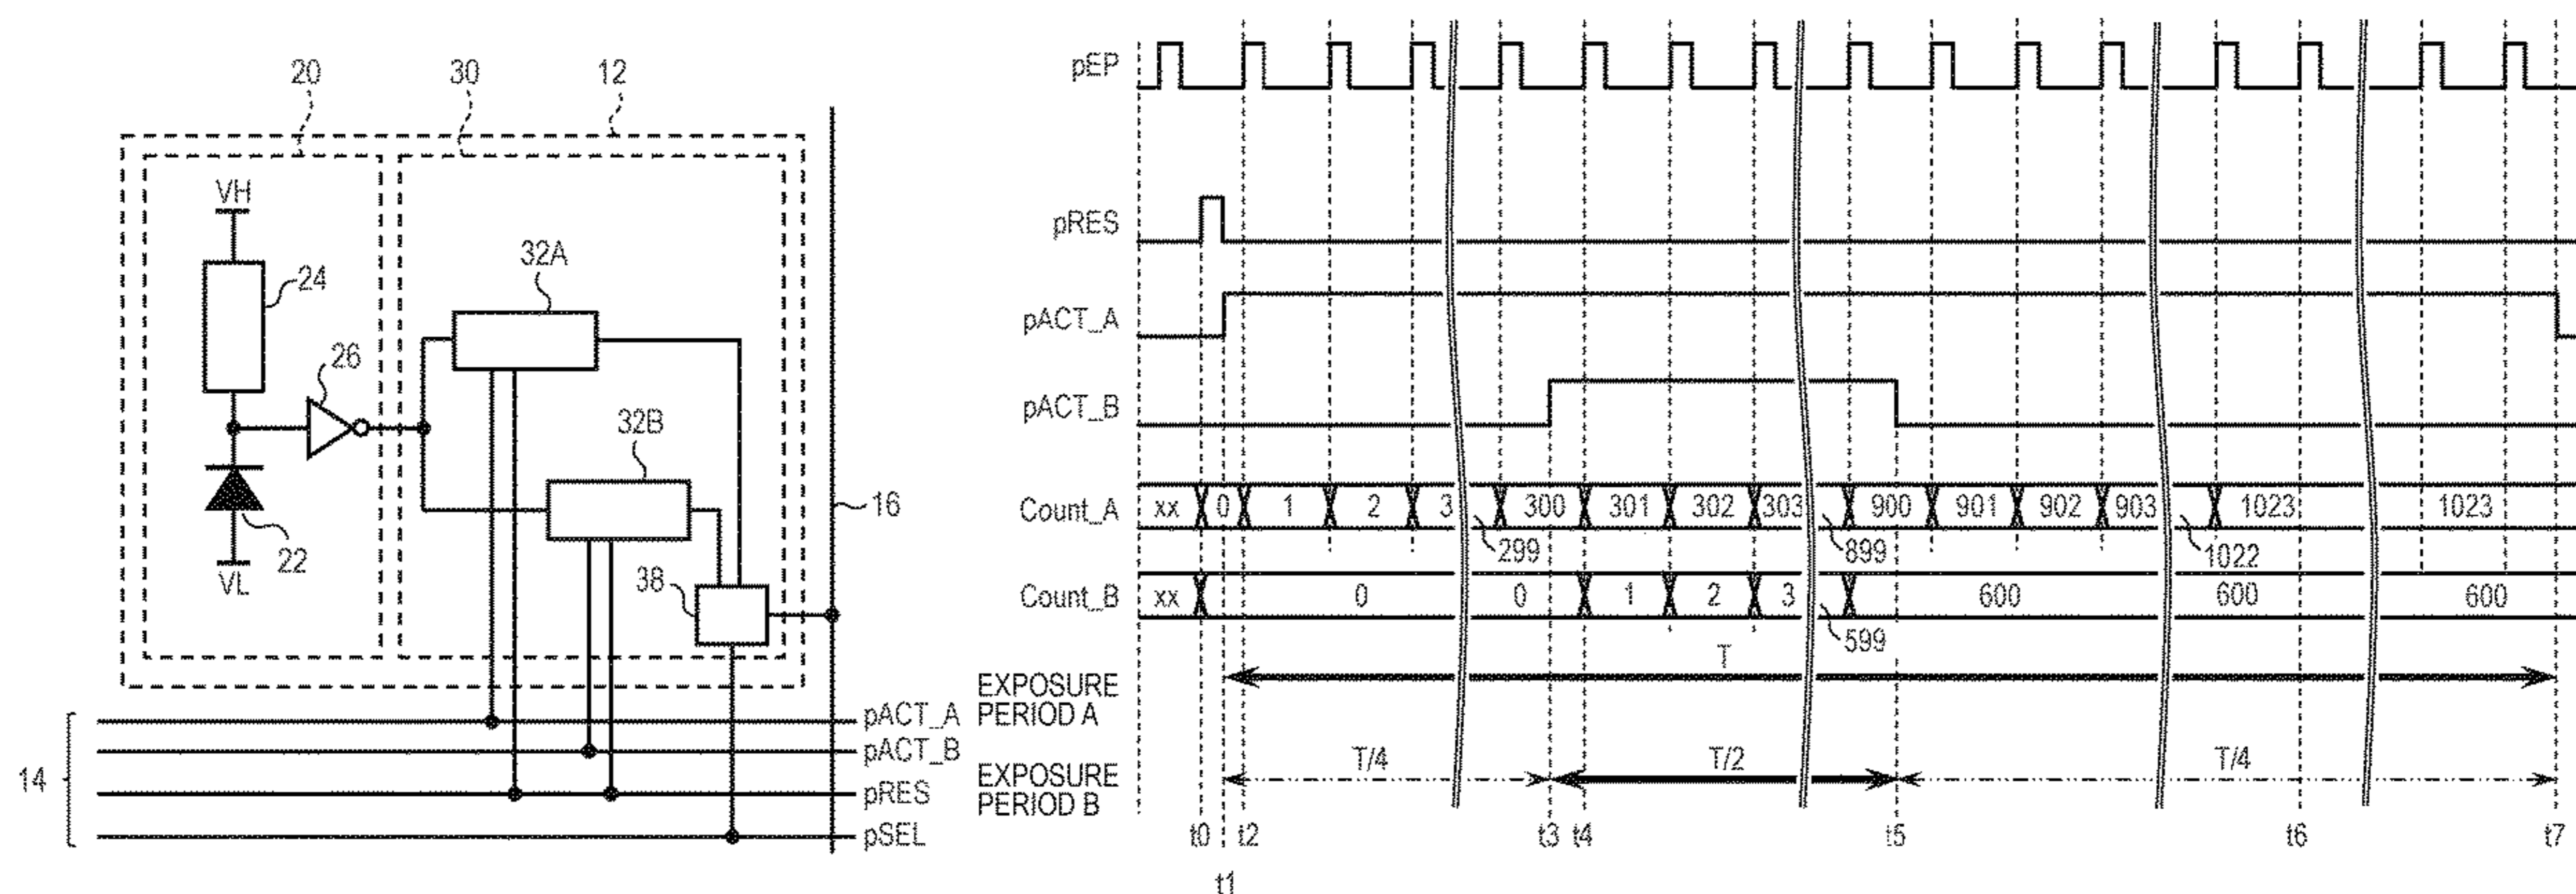 20
30
12
VH
24
32A
26
32B
16
22
VL
38
14
pACT_A
pACT_B
pRES
pSEL
pEP
pRES
pACT_A
pACT_B
Count_A xx 0 1 2 3 299 300 301 302 303 899 900 901 902 903 1022 1023 1023
Count_B xx 0 0 1 2 3 599 600 600 600
EXPOSURE PERIOD A
T
EXPOSURE PERIOD B
T/4 T/2 T/4
t0 t1 t2 t3 t4 t5 t6 t7